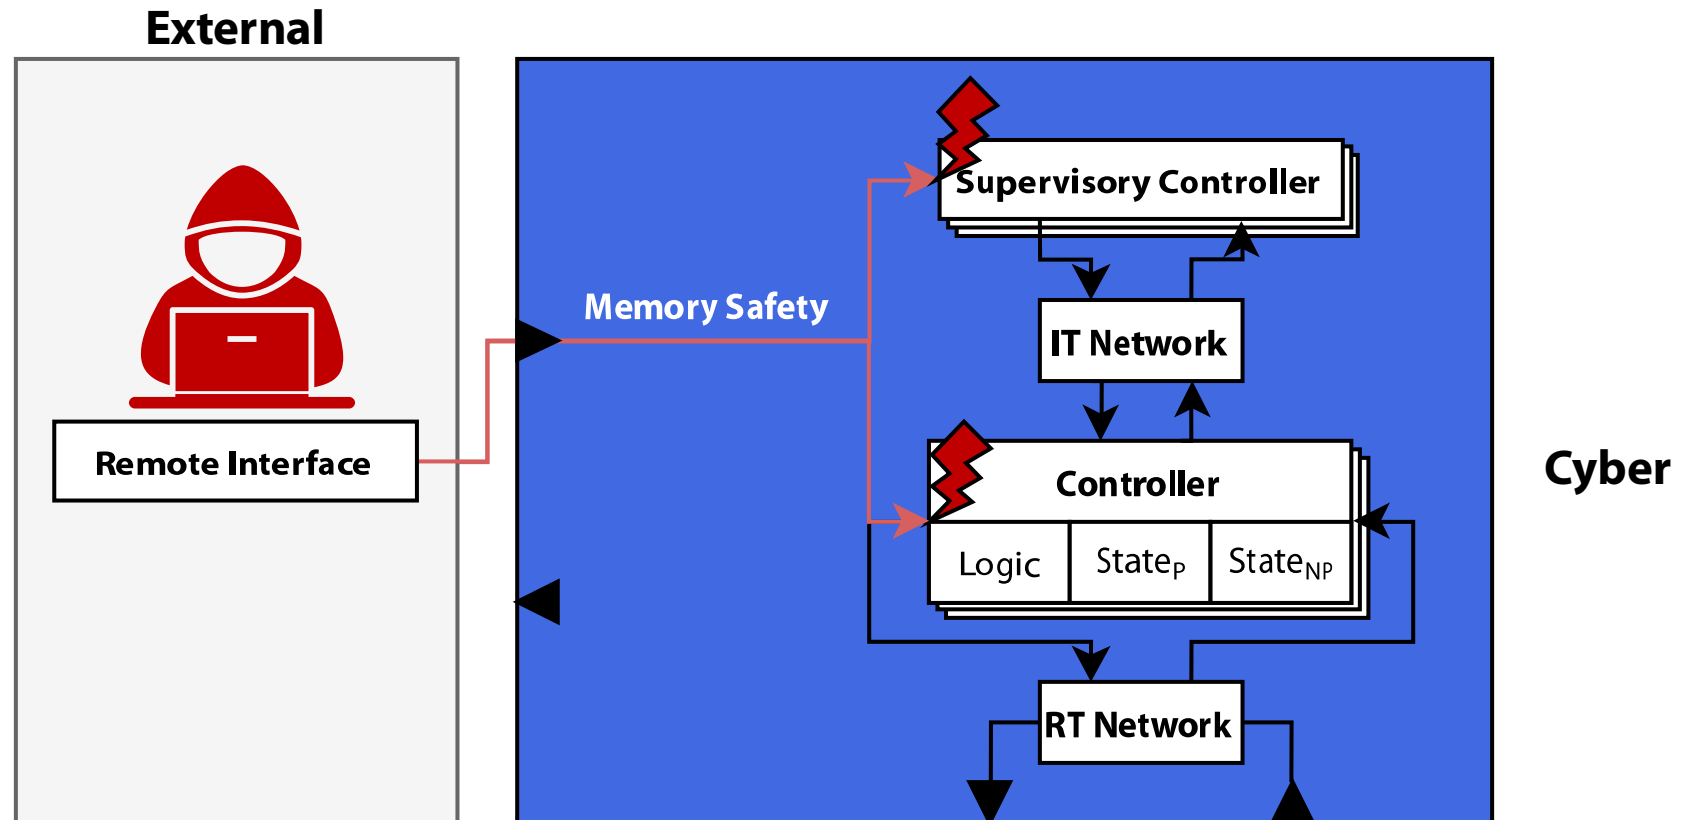 External
Supervisory Controller
Memory Safety
IT Network
Remote Interface
Controller
Cyber
Logic
StateP
StateNP
RT Network